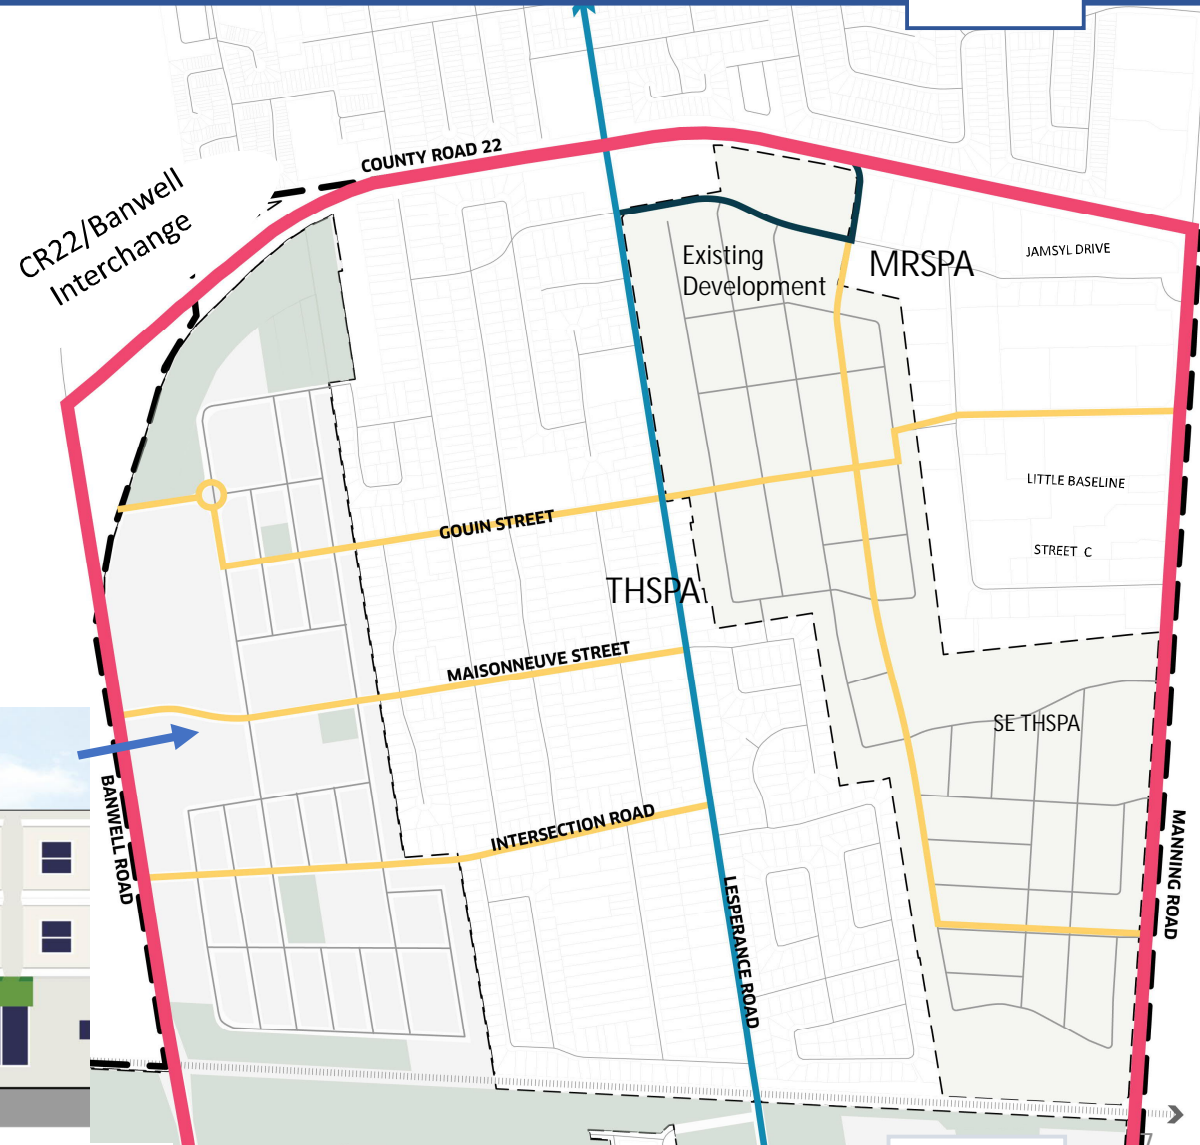 COUNTY ROAD 22
CR22/Banwell
Interchange
Existing
Development
MRSPA
JAMSYL DRIVE
LITTLE BASELINE
STREET C
GOUIN STREET
THSPA
MAISONNEUVE STREET
SE THSPA
INTERSECTION ROAD
BANWELL ROAD
LESPERANCE ROAD
MANNING ROAD
7